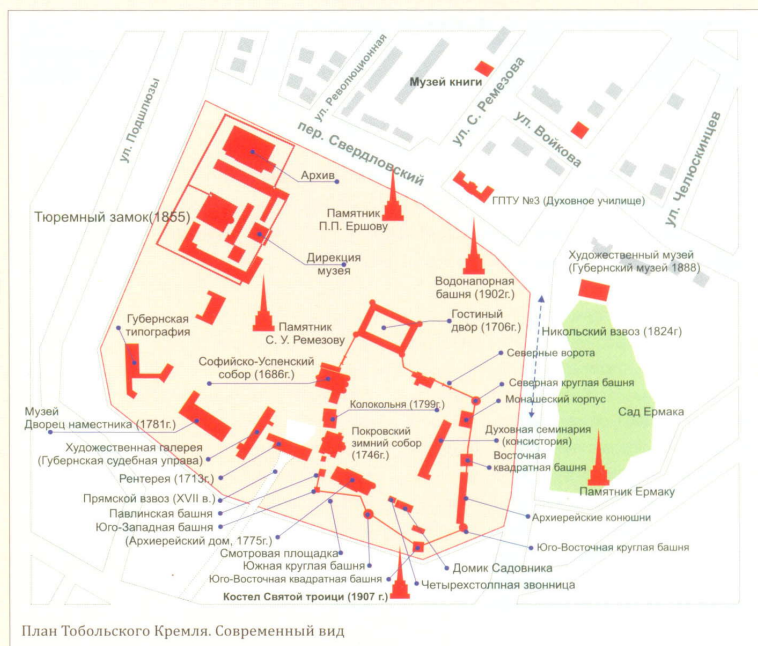 ул. Подшлюзы
ул. Революционная
Музей книги
ул. С. Ремезова
пер. Свердловский
ул. Войкова
ул. Челюскинцев
Архив
ГПТУ №3 (Духовное училище)
Тюремный замок(1855)
Памятник
П.П. Ершову
Дирекция
музея
Водонапорная
башня (1902г.)
Художественный музей
(Губернский музей 1888)
Губернская
типография
Памятник
С. У. Ремезову
Гостиный
двор (1706г.)
Никольский взвоз (1824г)
Софийско-Успенский
собор (1686г.)
Северные ворота
Северная круглая башня
Монашеский корпус
Колокольня (1799г.)
Сад Ермака
Музей
Дворец наместника (1781г.)
Покровский
зимний собор
(1746г.)
Духовная семинария
(консистория)
Художественная галерея
(Губернская судебная управа)
Восточная
квадратная башня
Рентерея (1713г.)
Памятник Ермаку
Прямской взвоз (XVII в.)
Павлинская башня
Юго-Западная башня
(Архиерейский дом, 1775г.)
Архиерейские конюшни
Смотровая площадка
Юго-Восточная круглая башня
Южная круглая башня
Домик Садовника
Юго-Восточная квадратная башня
Четырехстолпная звонница
Костел Святой троици (1907 г.)
План Тобольского Кремля. Современный вид